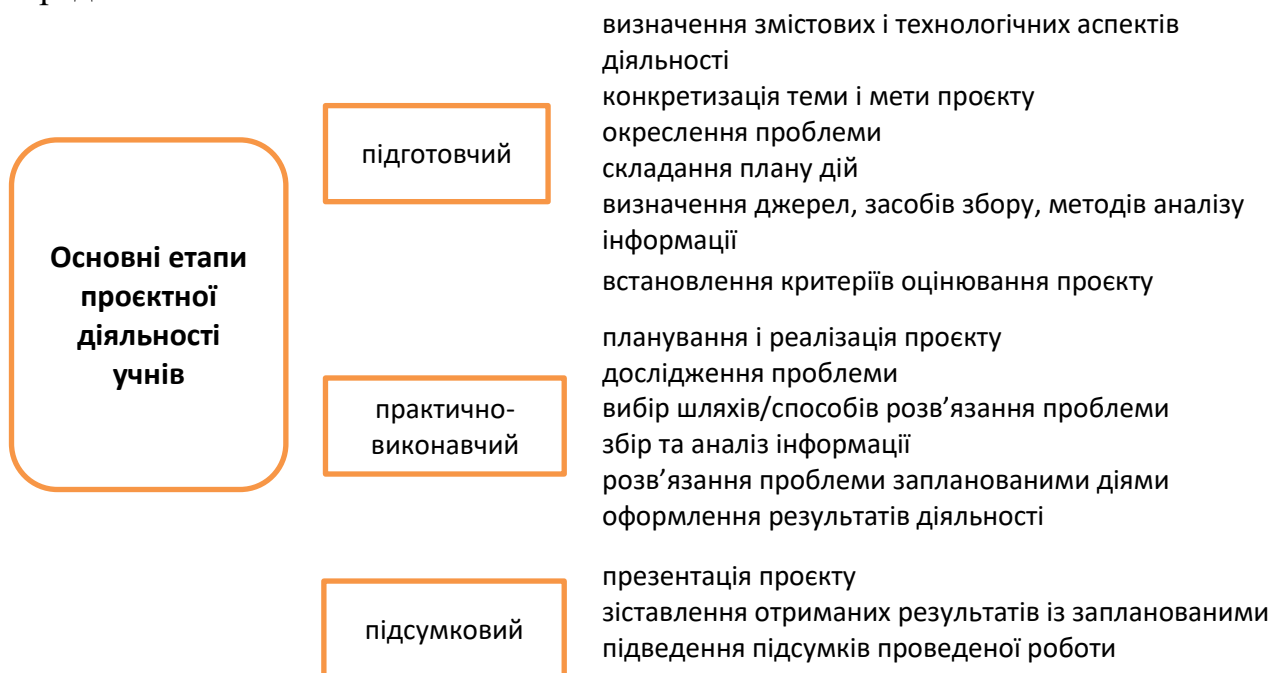 Основні етапи
проєктної
діяльності
учнів
підготовчий
визначення змістових і технологічних аспектів
діяльності
конкретизація теми і мети проєкту
окреслення проблеми
складання плану дій
визначення джерел, засобів збору, методів аналізу
інформації
встановлення критеріїв оцінювання проєкту
практично-
виконавчий
планування і реалізація проєкту
дослідження проблеми
вибір шляхів/способів розв’язання проблеми
збір та аналіз інформації
розв’язання проблеми запланованими діями
оформлення результатів діяльності
підсумковий
презентація проєкту
зіставлення отриманих результатів із запланованими
підведення підсумків проведеної роботи